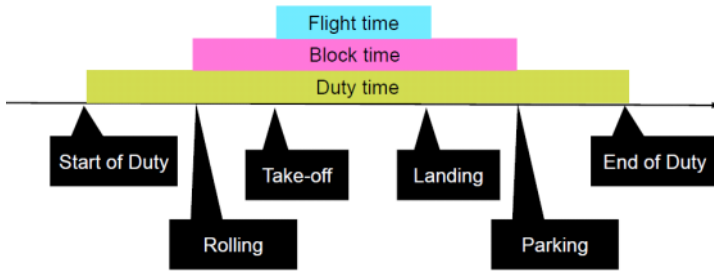 Flight time
Block time
Duty time
Start of Duty
Take-off
Landing
End of Duty
Rolling
Parking